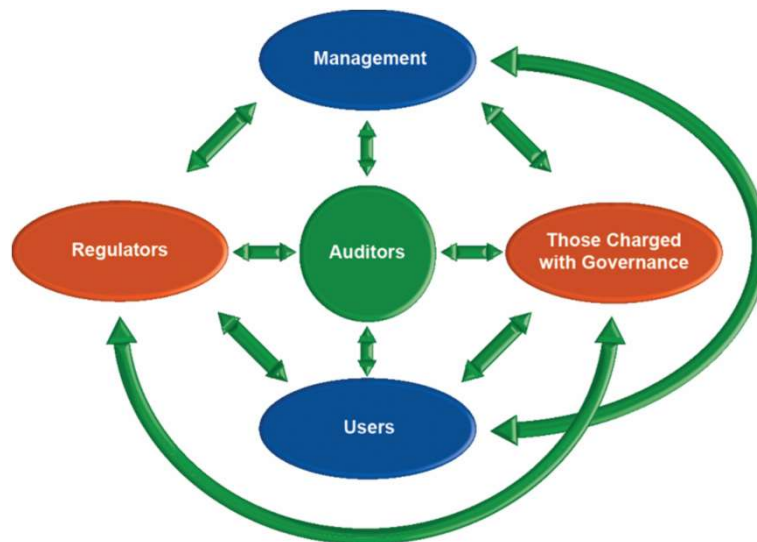 Management
Regulators
Auditors
Those Charged
with Governance
Users